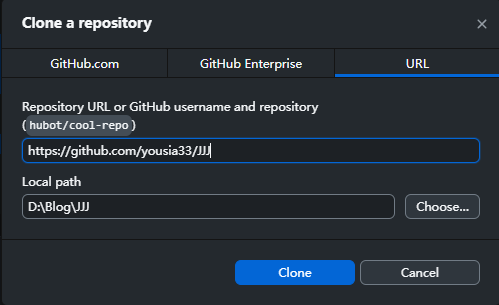 Clone a repository
GitHub.com
GitHub Enterprise
URL
Repository URL or GitHub username and repository
(hubot/cool-repo)
https://github.com/yousia33/JJJ
Local path
D:\Blog\JJJ
Choose...
Clone
Cancel